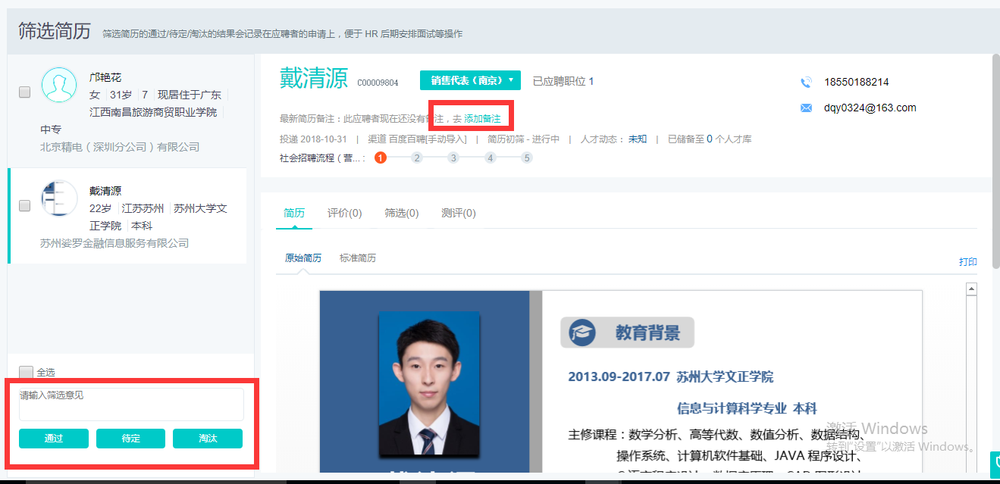 筛选简历 筛选简历的通过/待定/淘汰的结果会记录在应聘者的申请上，便于 HR 后期安排面试等操作
邝艳花
女 31岁 7 现居住于广东
江西南昌旅游商贸职业学院
中专
北京精电（深圳分公司）有限公司
戴清源
22岁 江苏苏州 苏州大学文
正学院 本科
苏州娑罗金融信息服务有限公司
全选
请输入筛选意见
通过 待定 淘汰
戴清源 C00009804 销售代表（南京） 已应聘职位 1
18550188214
dqy0324@163.com
最新简历备注：此应聘者现在还没有备注，去 添加备注
投递 2018-10-31 | 渠道 百度百聘[手动导入] | 简历初筛 - 进行中 | 人才动态： 未知 | 已储备至 0 个人才库
社会招聘流程（营...： 1 2 3 4 5
简历 评价(0) 筛选(0) 测评(0)
原始简历 标准简历
打印
教育背景
2013.09-2017.07 苏州大学文正学院
信息与计算科学专业 本科
主修课程：数学分析、高等代数、数值分析、数据结构、
操作系统、计算机软件基础、JAVA 程序设计、
激活 Windows
转到"设置"以激活 Windows。